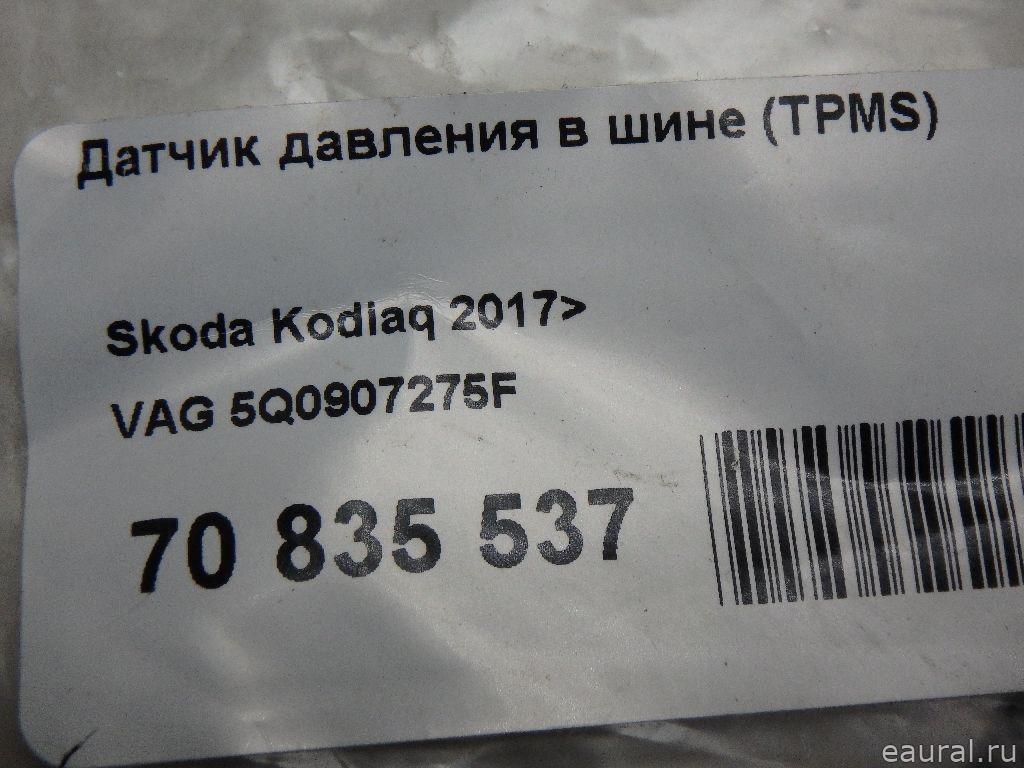 Датчик давления в шине (TPMS)
Skoda Kodiaq 2017>
VAG 5Q0907275F
70 835 537
eaural.ru